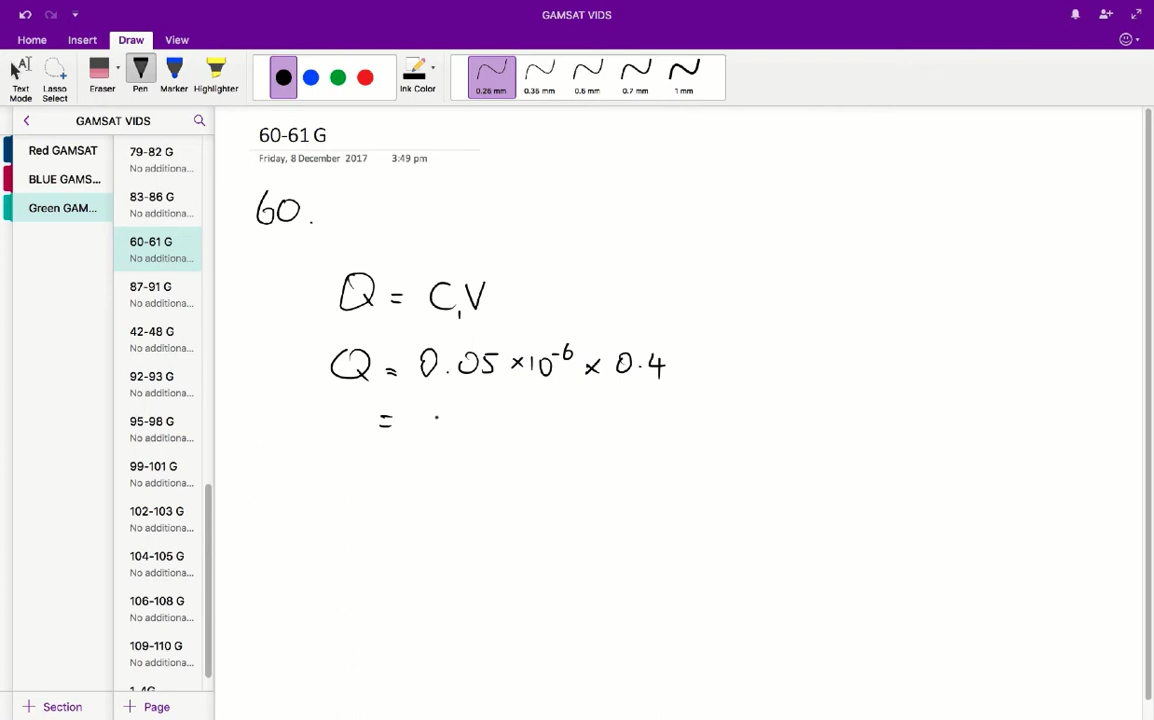 GAMSAT VIDS
Home Insert Draw View
Text Mode
Lasso Select
Eraser
Pen
Marker
Highlighter
Ink Color
0.25 mm
0.35 mm
0.5 mm
0.7 mm
1 mm
GAMSAT VIDS
Red GAMSAT
BLUE GAMS...
Green GAM...
79-82 G
No additiona...
83-86 G
No additiona...
60-61 G
No additiona...
87-91 G
No additiona...
42-48 G
No additiona...
92-93 G
No additiona...
95-98 G
No additiona...
99-101 G
No additiona...
102-103 G
No additiona...
104-105 G
No additiona...
106-108 G
No additiona...
109-110 G
No additiona...
+ Section
+ Page
60-61 G
Friday, 8 December 2017 3:49 pm
60.
Q = C,V
Q = 0.05 ×10⁻⁶ × 0.4
= .